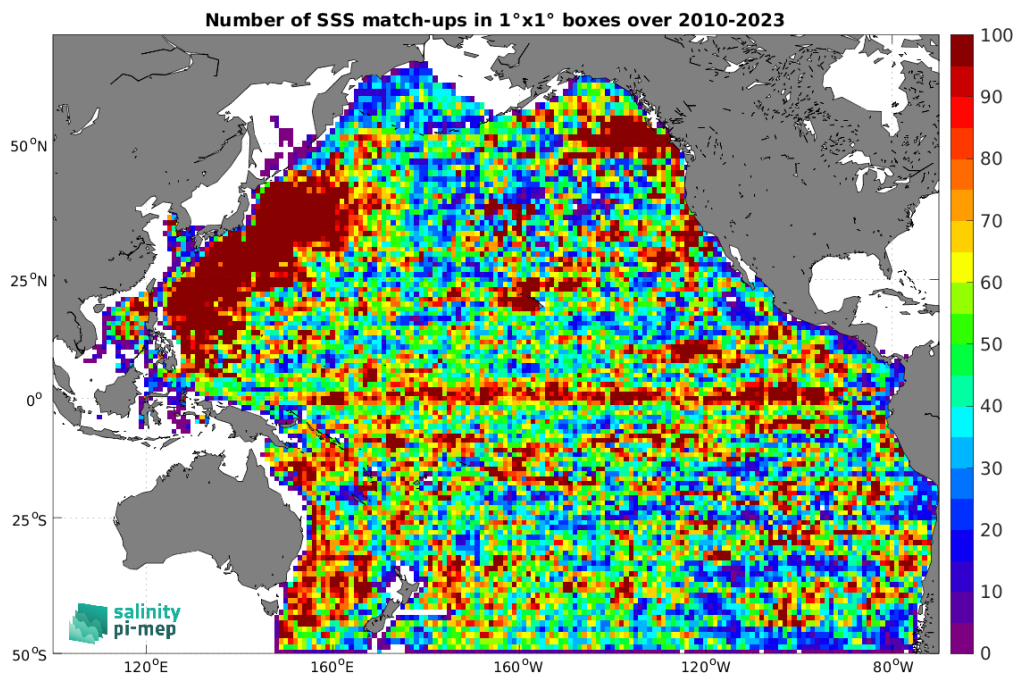 Number of SSS match-ups in 1°x1° boxes over 2010-2023
50°N
25°N
0°
25°S
50°S
120°E
160°E
160°W
120°W
80°W
100
90
80
70
60
50
40
30
20
10
0
salinity
pi-mep